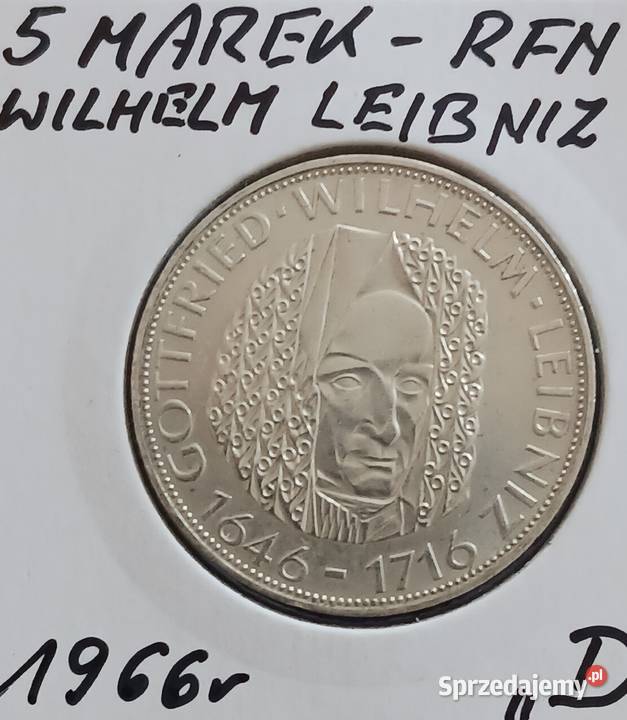 5 MAREK - RFN
WILHELM LEIBNIZ
GOTTFRIED · WILHELM · LEIBNIZ
1646 - 1716
1966r
„D
Sprzedajemy.pl